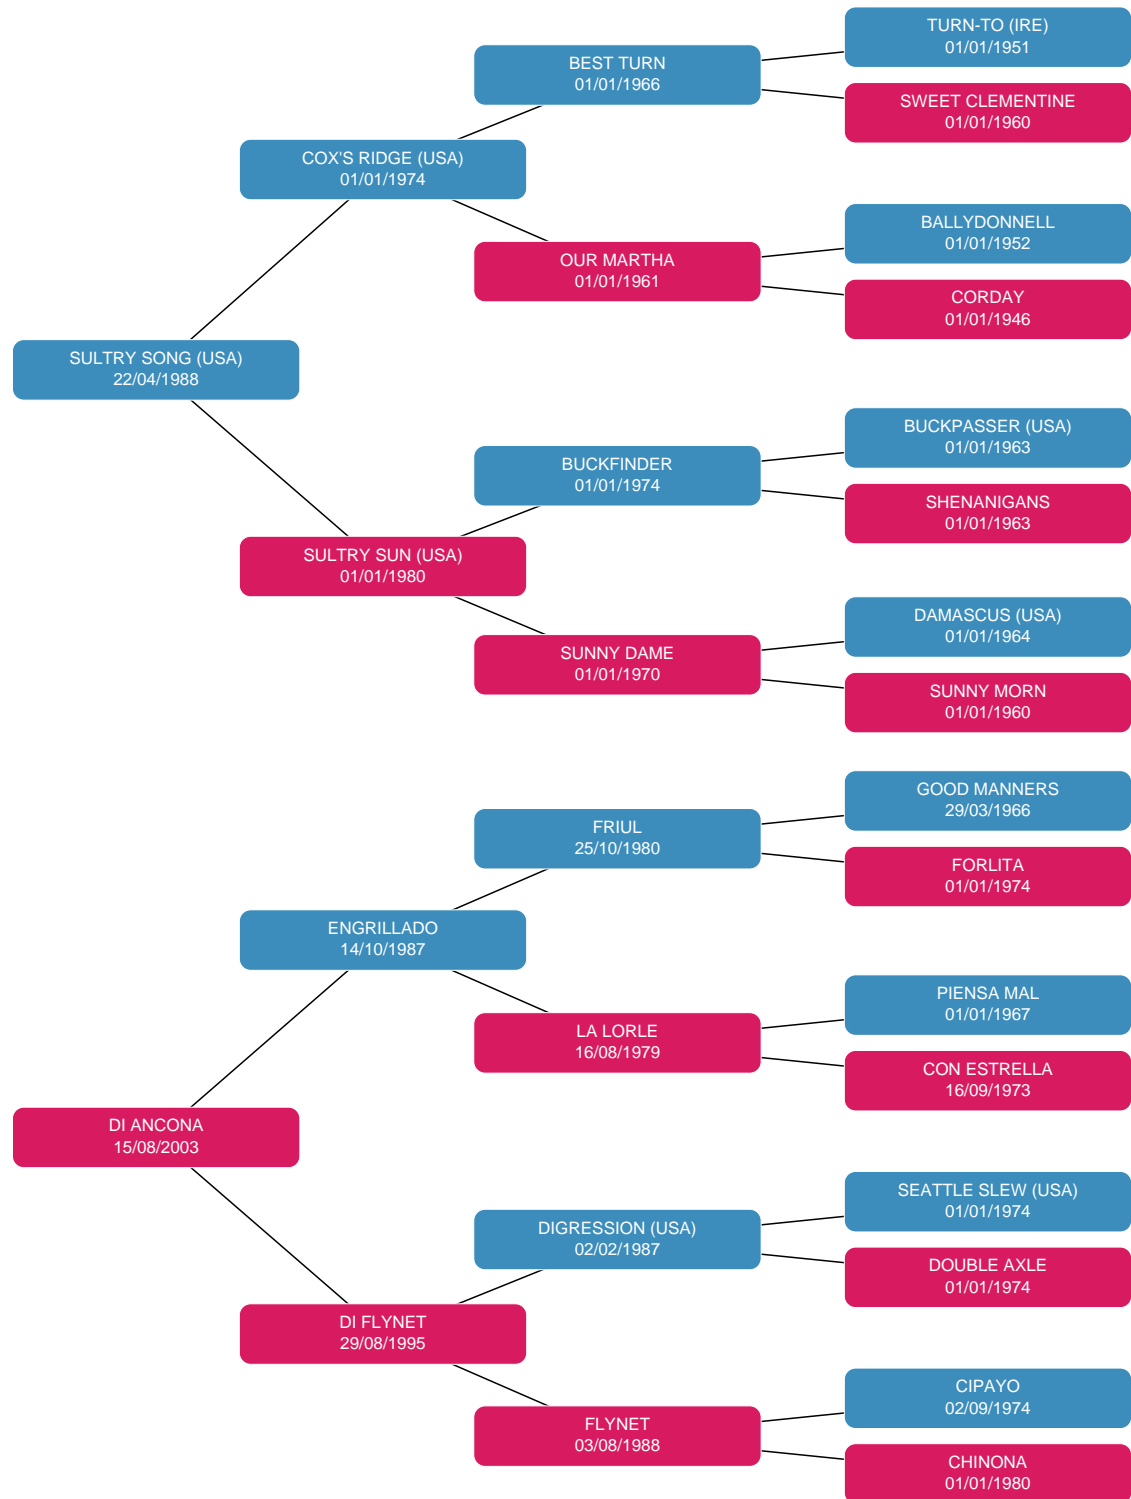 TURN-TO (IRE)
01/01/1951
BEST TURN
01/01/1966
SWEET CLEMENTINE
01/01/1960
COX'S RIDGE (USA)
01/01/1974
BALLYDONNELL
01/01/1952
OUR MARTHA
01/01/1961
CORDAY
01/01/1946
SULTRY SONG (USA)
22/04/1988
BUCKPASSER (USA)
01/01/1963
BUCKFINDER
01/01/1974
SHENANIGANS
01/01/1963
SULTRY SUN (USA)
01/01/1980
DAMASCUS (USA)
01/01/1964
SUNNY DAME
01/01/1970
SUNNY MORN
01/01/1960
GOOD MANNERS
29/03/1966
FRIUL
25/10/1980
FORLITA
01/01/1974
ENGRILLADO
14/10/1987
PIENSA MAL
01/01/1967
LA LORLE
16/08/1979
CON ESTRELLA
16/09/1973
DI ANCONA
15/08/2003
SEATTLE SLEW (USA)
01/01/1974
DIGRESSION (USA)
02/02/1987
DOUBLE AXLE
01/01/1974
DI FLYNET
29/08/1995
CIPAYO
02/09/1974
FLYNET
03/08/1988
CHINONA
01/01/1980